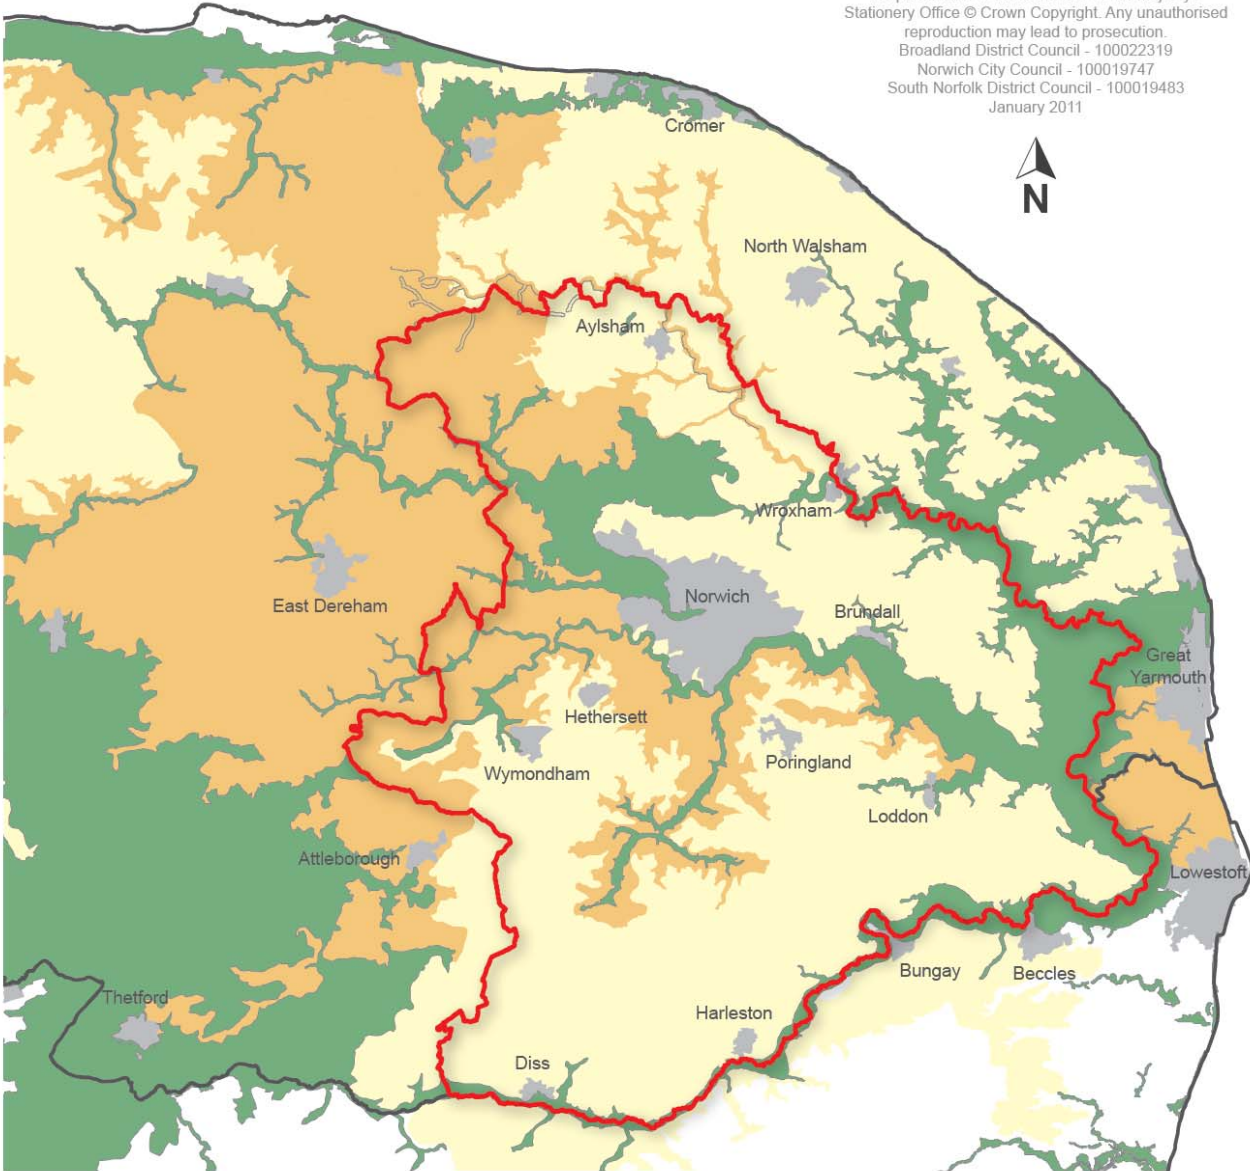 Stationery Office © Crown Copyright. Any unauthorised
reproduction may lead to prosecution.
Broadland District Council - 100022319
Norwich City Council - 100019747
South Norfolk District Council - 100019483
January 2011
N
Cromer
North Walsham
Aylsham
Wroxham
East Dereham
Norwich
Brundall
Great
Yarmouth
Hethersett
Wymondham
Poringland
Loddon
Attleborough
Lowestoft
Bungay
Beccles
Thetford
Harleston
Diss